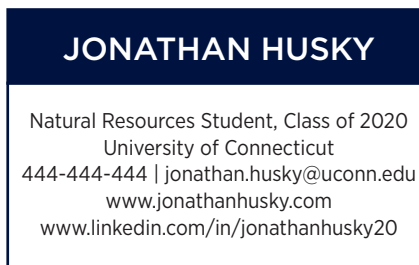 JONATHAN HUSKY
Natural Resources Student, Class of 2020
University of Connecticut
444-444-444 | jonathan.husky@uconn.edu
www.jonathanhusky.com
www.linkedin.com/in/jonathanhusky20